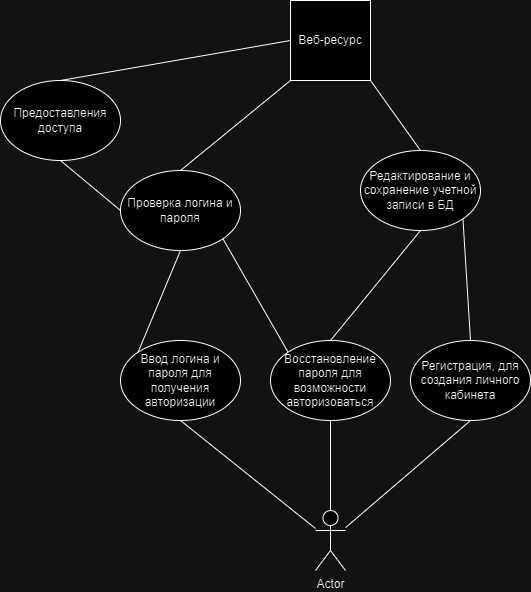 Веб-ресурс
Предоставления
доступа
Проверка логина и
пароля
Редактирование и
сохранение учетной
записи в БД
Ввод логина и
пароля для
получения
авторизации
Восстановление
пароля для
возможности
авторизоваться
Регистрация, для
создания личного
кабинета
Actor